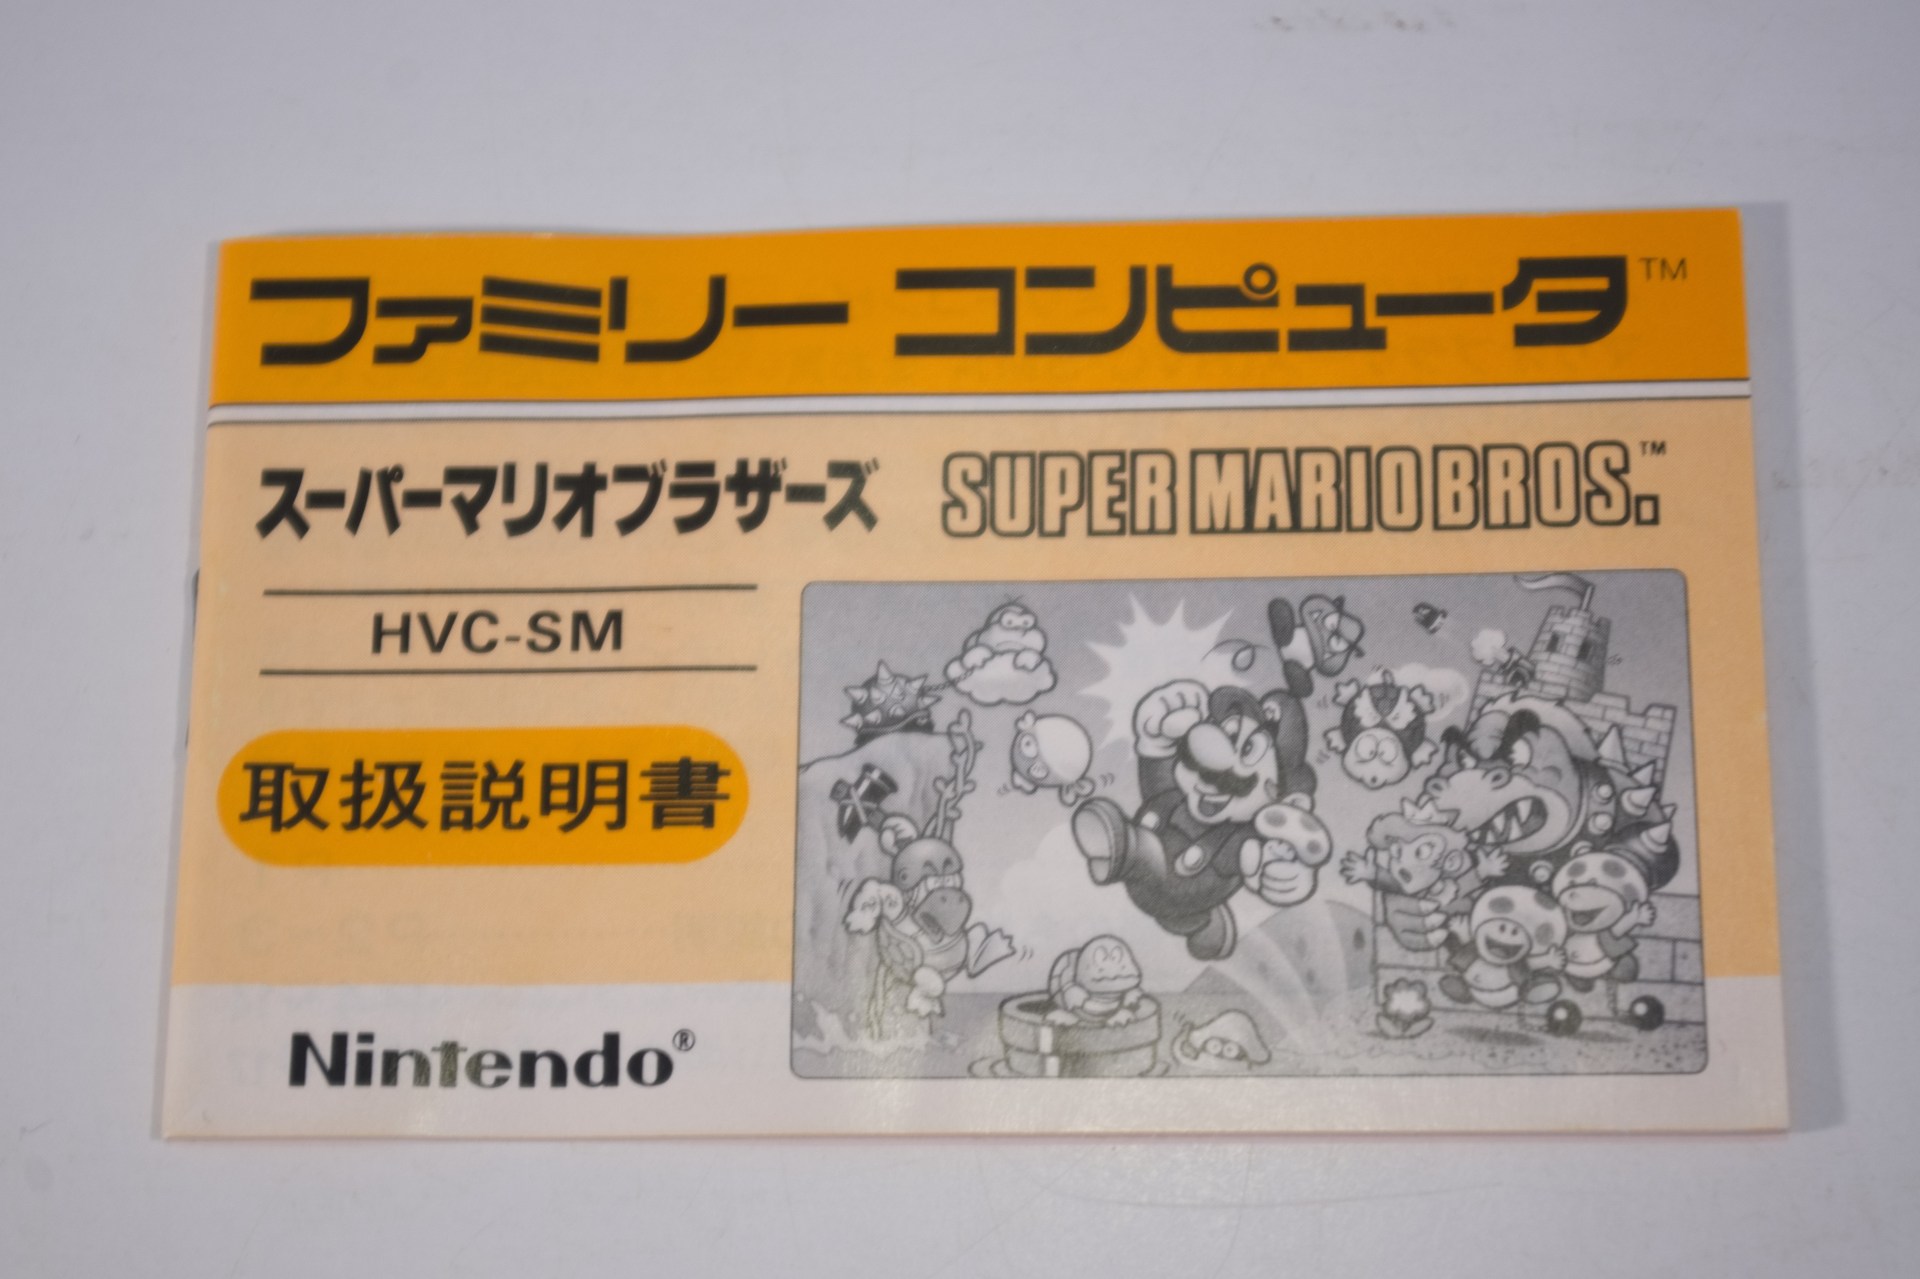 ファミリー コンピュータ™
スーパーマリオブラザーズ SUPER MARIO BROS.™
HVC-SM
取扱説明書
Nintendo®